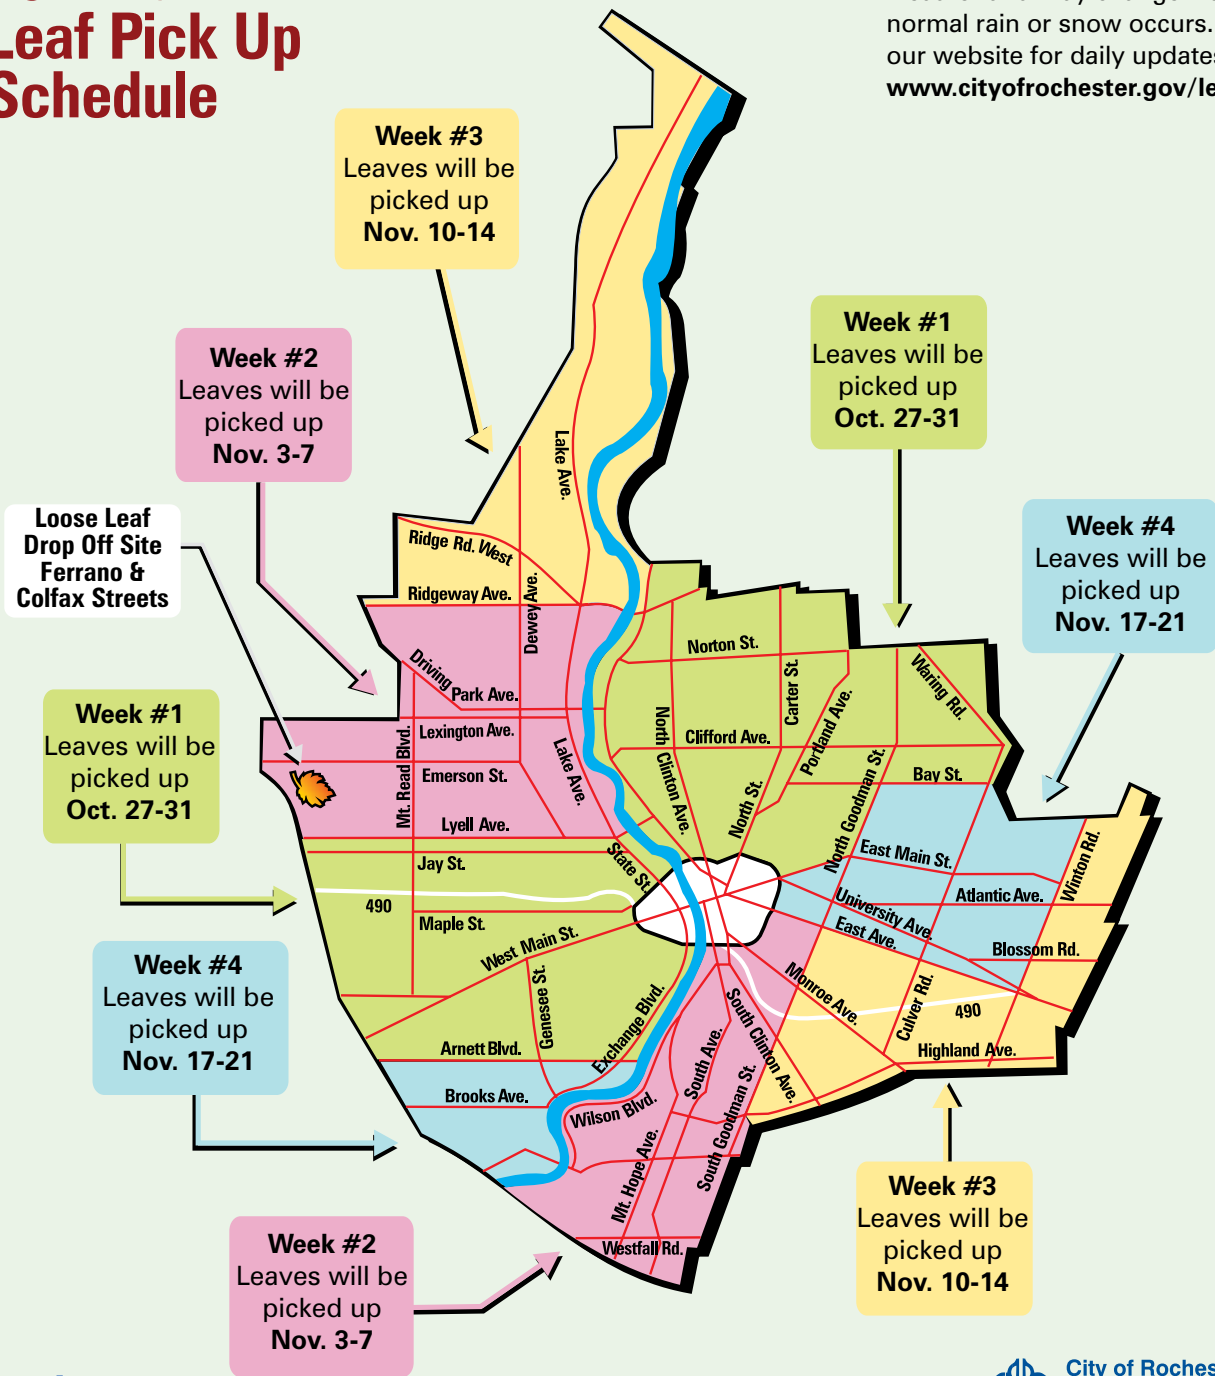 Leaf Pick Up
Schedule
normal rain or snow occurs.
our website for daily updates
www.cityofrochester.gov/le
Week #3
Leaves will be
picked up
Nov. 10-14
Week #2
Leaves will be
picked up
Nov. 3-7
Week #1
Leaves will be
picked up
Oct. 27-31
Week #4
Leaves will be
picked up
Nov. 17-21
Loose Leaf
Drop Off Site
Ferrano &
Colfax Streets
Week #1
Leaves will be
picked up
Oct. 27-31
Week #4
Leaves will be
picked up
Nov. 17-21
Week #2
Leaves will be
picked up
Nov. 3-7
Week #3
Leaves will be
picked up
Nov. 10-14
Lake Ave.
Ridge Rd. West
Ridgeway Ave.
Dewey Ave.
Driving
Park Ave.
Lexington Ave.
Mt. Read Blvd.
Emerson St.
Lake Ave.
Lyell Ave.
Jay St.
State St.
490
Maple St.
West Main St.
Genesee St.
Exchange Blvd.
Arnett Blvd.
Brooks Ave.
Wilson Blvd.
Norton St.
Carter St.
Portland Ave.
Waring Rd.
North Clinton Ave.
Clifford Ave.
North St.
North Goodman St.
Bay St.
East Main St.
Winton Rd.
Atlantic Ave.
University Ave.
East Ave.
Blossom Rd.
Monroe Ave.
Culver Rd.
490
Highland Ave.
South Clinton Ave.
South Ave.
South Goodman St.
Mt. Hope Ave.
Westfall Rd.
City of Roches